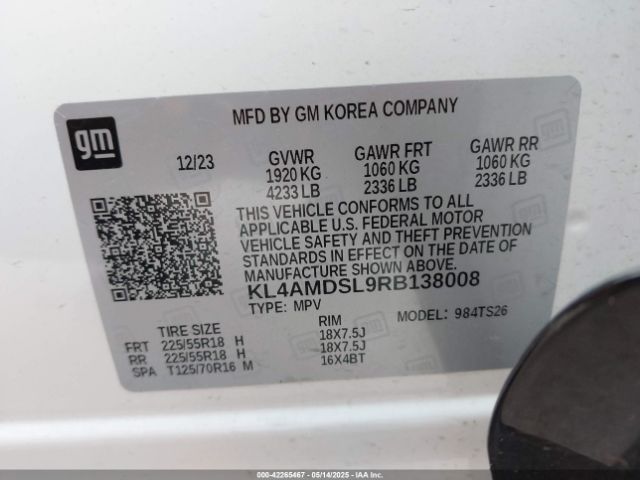 MFD BY GM KOREA COMPANY
gm
12/23 GVWR GAWR FRT GAWR RR
1920 KG 1060 KG 1060 KG
4233 LB 2336 LB 2336 LB
THIS VEHICLE CONFORMS TO ALL
APPLICABLE U.S. FEDERAL MOTOR
VEHICLE SAFETY AND THEFT PREVENTION
STANDARDS IN EFFECT ON THE DATE OF
MANUFACTURE SHOWN ABOVE.
KL4AMDSL9RB138008
TYPE: MPV MODEL: 984TS26
TIRE SIZE RIM
FRT 225/55R18 H 18X7.5J
RR 225/55R18 H 18X7.5J
SPA T125/70R16 M 16X4BT
000-42265467 - 05/14/2025 - IAA, Inc.